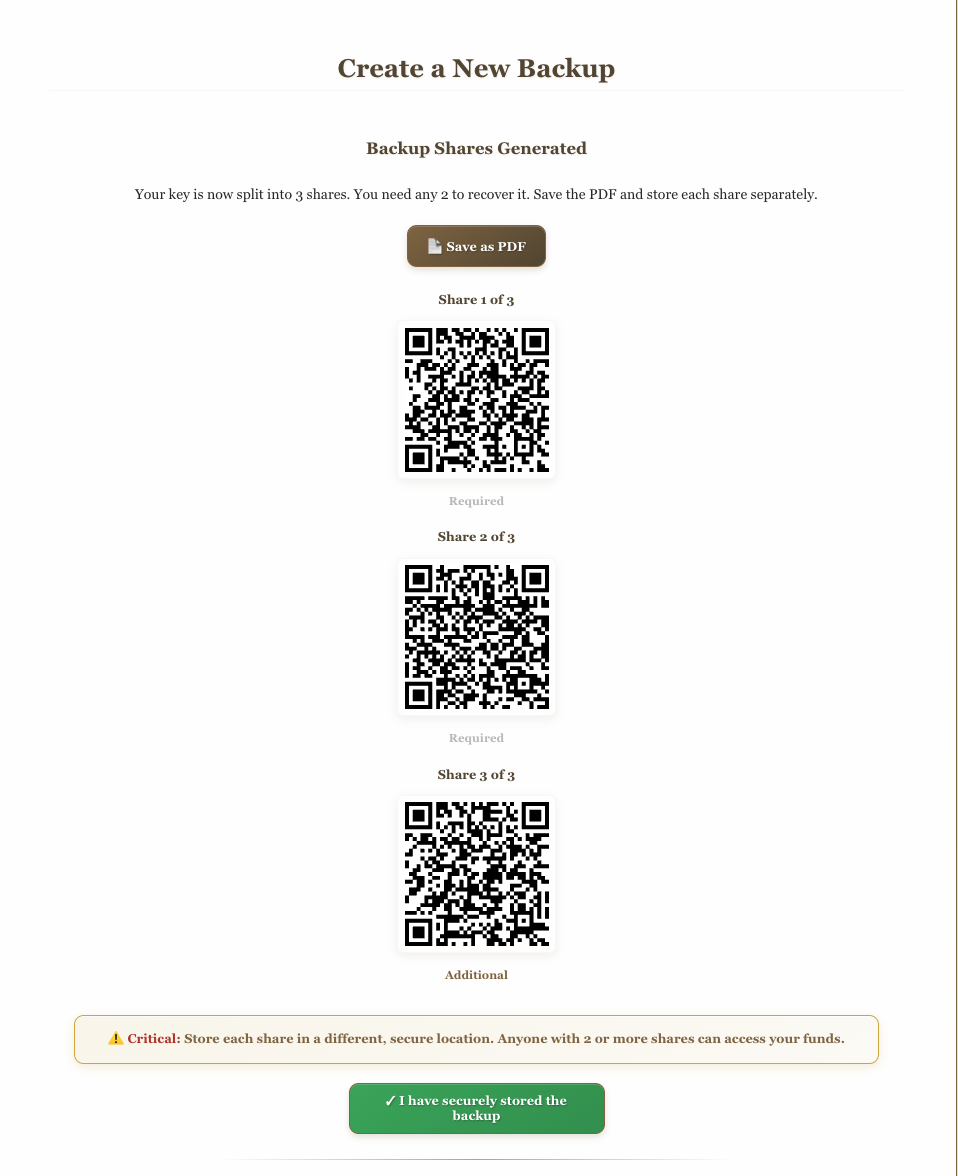 Create a New Backup
Backup Shares Generated
Your key is now split into 3 shares. You need any 2 to recover it. Save the PDF and store each share separately.
Save as PDF
Share 1 of 3
Required
Share 2 of 3
Required
Share 3 of 3
Additional
⚠️ Critical: Store each share in a different, secure location. Anyone with 2 or more shares can access your funds.
✓ I have securely stored the
backup